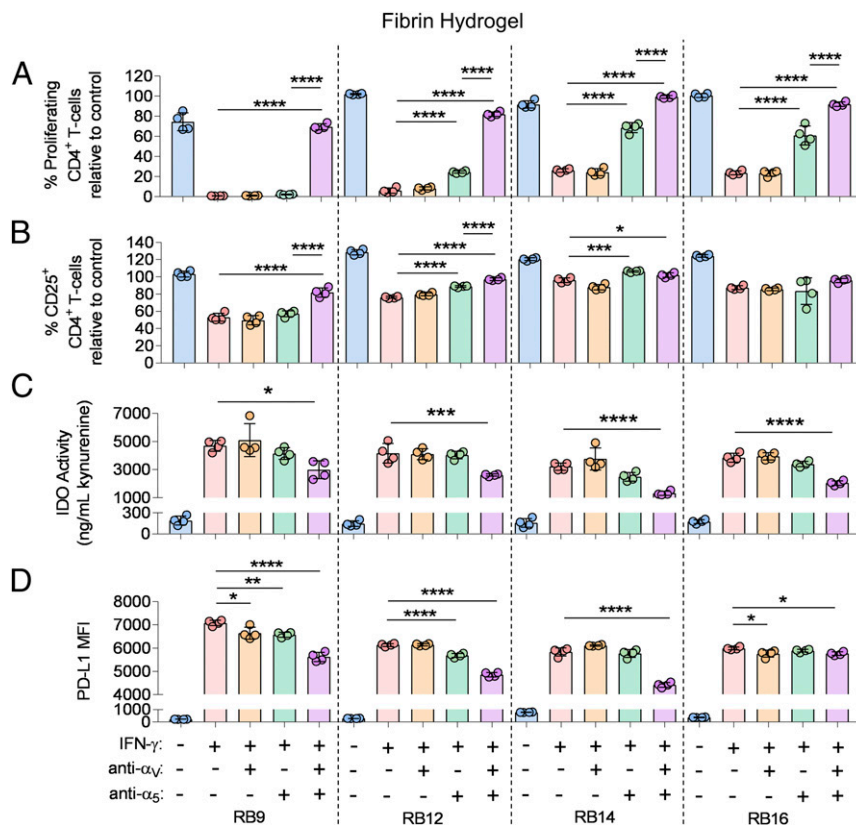 Fibrin Hydrogel
A
% Proliferating
CD4+ T-cells
relative to control
120
100
80
60
40
20
0
**** ****
**** **** ****
**** **** ****
**** **** ****
B
% CD25+
CD4+ T-cells
relative to control
140
120
100
80
60
40
20
0
**** ****
**** **** ****
*** *
C
IDO Activity
(ng/mL kynurenine)
7000
5000
3000
1000
300
0
* *** **** ****
D
PD-L1 MFI
8000
7000
6000
5000
4000
1000
0
* ** ****
**** ****
****
* *
IFN-γ: - + + + + - + + + + - + + + + - + + + +
anti-αV: - - + - + - - + - + - - + - + - - + - +
anti-α5: - - - + + - - - + + - - - + + - - - + +
RB9 RB12 RB14 RB16